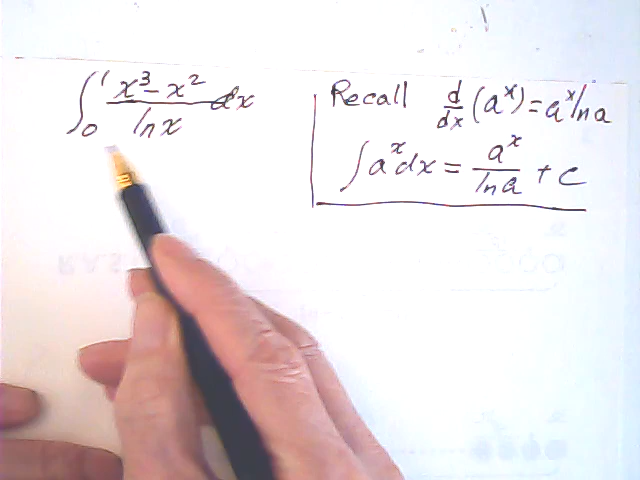 ∫₀¹ (x³ - x²)/(ln x) dx
Recall d/dx (aˣ) = aˣ ln a
∫ aˣ dx = aˣ/(ln a) + c